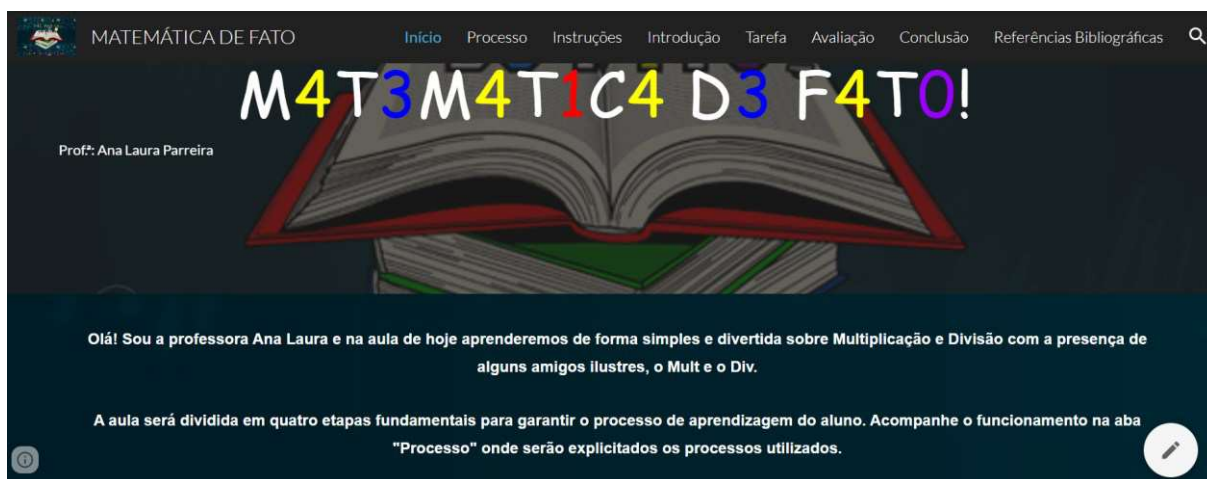 MATEMÁTICA DE FATO Início Processo Instruções Introdução Tarefa Avaliação Conclusão Referências Bibliográficas
M4T3M4T1C4 D3 F4T0!
Prof.ª: Ana Laura Parreira
Olá! Sou a professora Ana Laura e na aula de hoje aprenderemos de forma simples e divertida sobre Multiplicação e Divisão com a presença de
alguns amigos ilustres, o Mult e o Div.
A aula será dividida em quatro etapas fundamentais para garantir o processo de aprendizagem do aluno. Acompanhe o funcionamento na aba
"Processo" onde serão explicitados os processos utilizados.